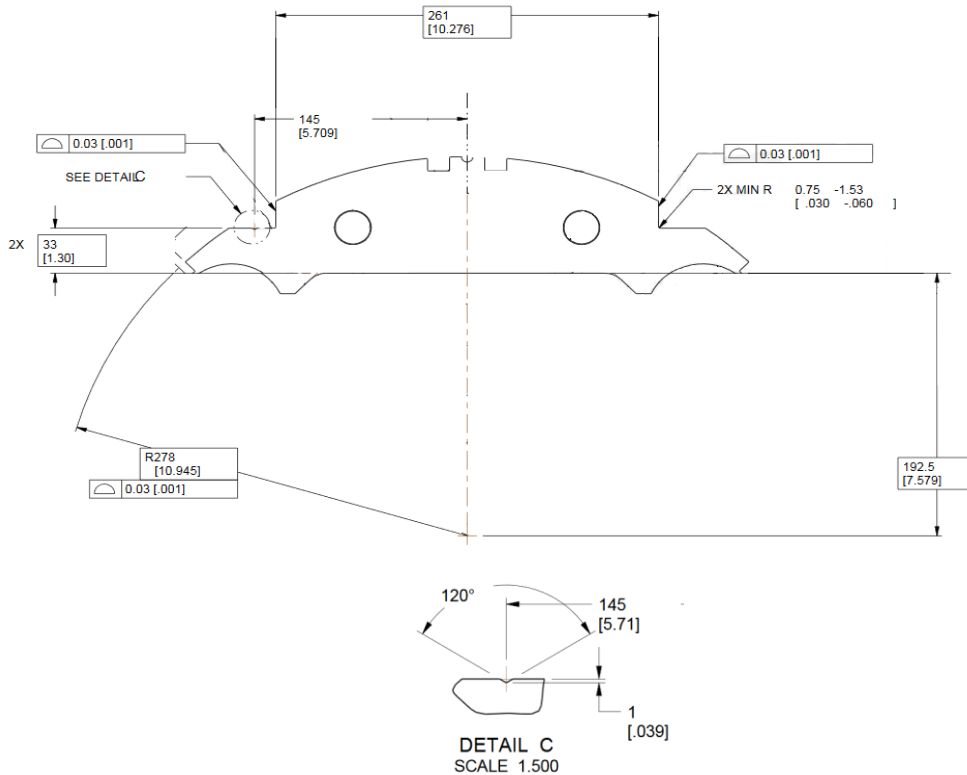 261
[10.276]
145
[5.709]
0.03 [.001]
0.03 [.001]
SEE DETAILC
2X MIN R 0.75 -1.53
[ .030 -.060 ]
2X 33
[1.30]
R278
[10.945]
0.03 [.001]
192.5
[7.579]
120°
145
[5.71]
1
[.039]
DETAIL C
SCALE 1.500